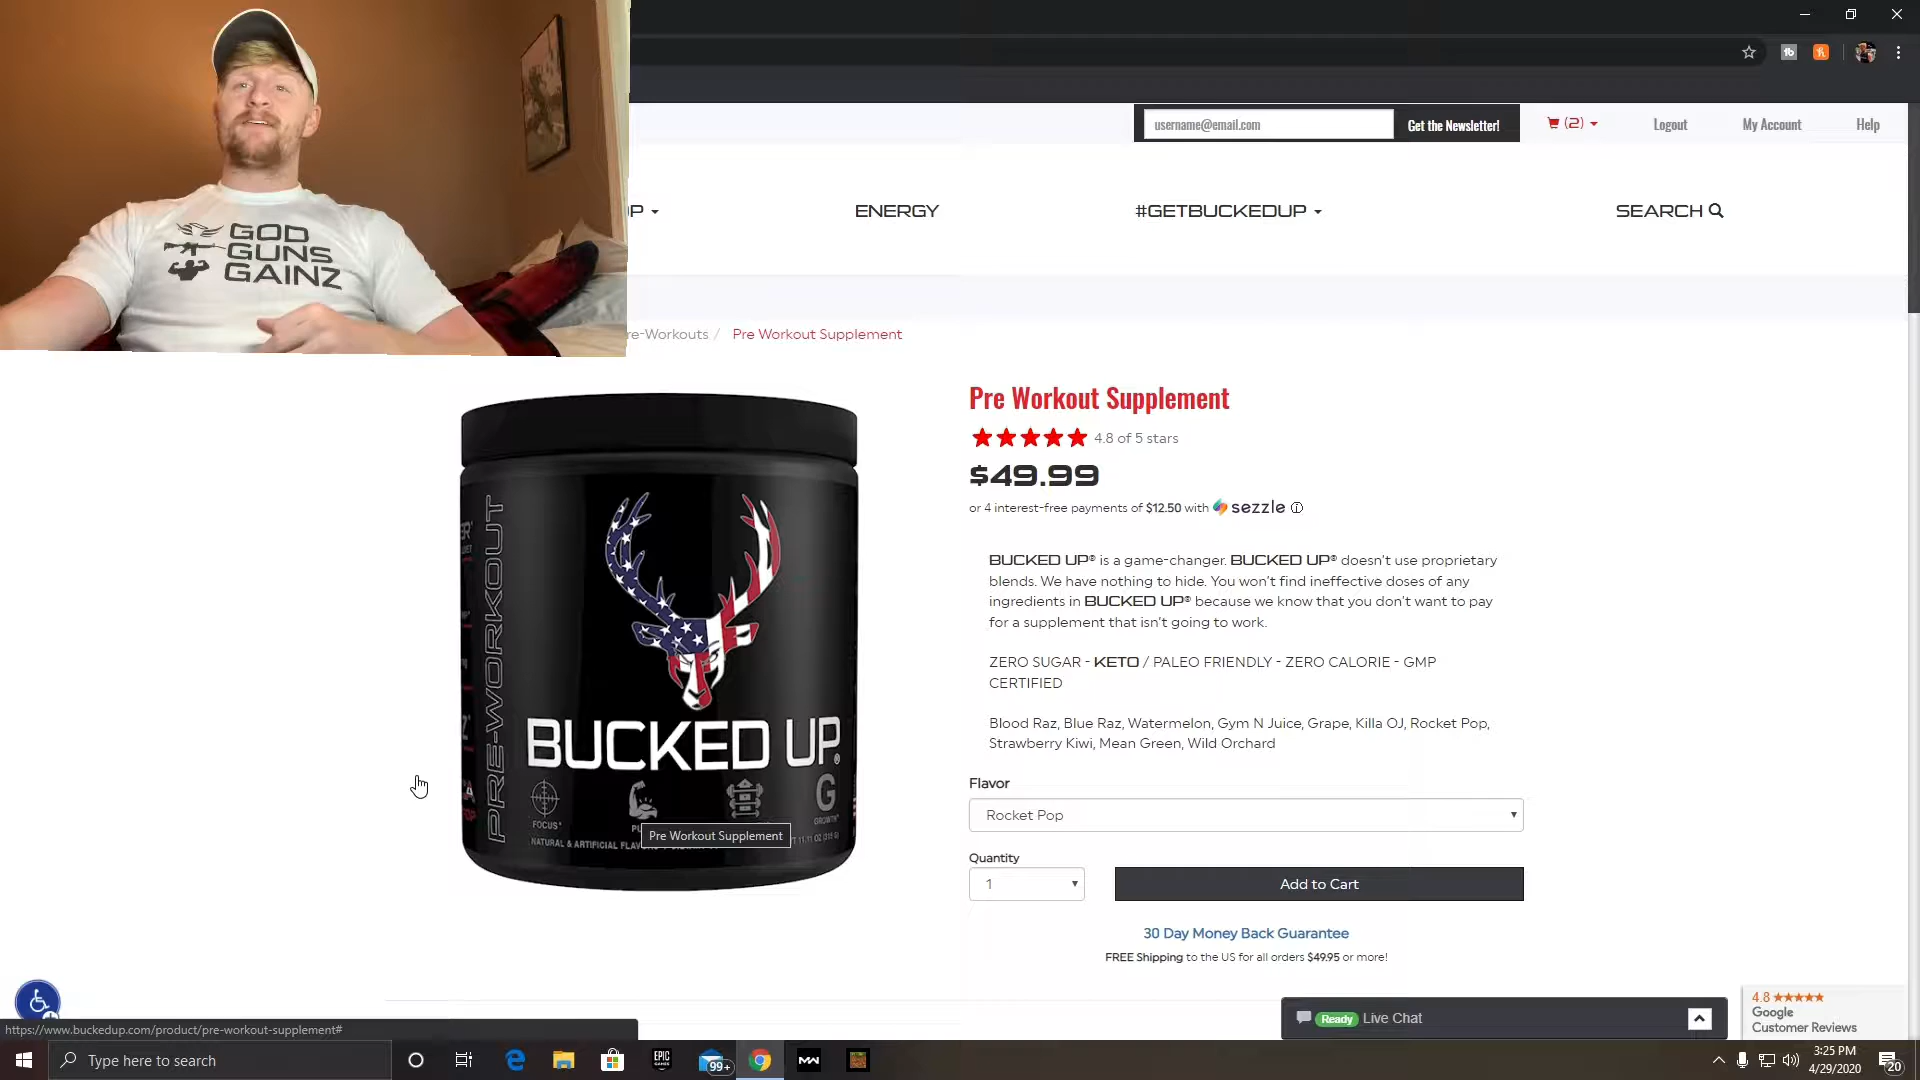 GOD
GUNS
GAINZ
username@email.com
Get the Newsletter!
(2)
Logout
My Account
Help
ENERGY
#GETBUCKEDUP
SEARCH
re-Workouts / Pre Workout Supplement
Pre Workout Supplement
4.8 of 5 stars
$49.99
or 4 interest-free payments of $12.50 with sezzle
BUCKED UP® is a game-changer. BUCKED UP® doesn't use proprietary
blends. We have nothing to hide. You won't find ineffective doses of any
ingredients in BUCKED UP® because we know that you don't want to pay
for a supplement that isn't going to work.
ZERO SUGAR - KETO / PALEO FRIENDLY - ZERO CALORIE - GMP
CERTIFIED
Blood Raz, Blue Raz, Watermelon, Gym N Juice, Grape, Killa OJ, Rocket Pop,
Strawberry Kiwi, Mean Green, Wild Orchard
Flavor
Rocket Pop
Quantity
1
Add to Cart
30 Day Money Back Guarantee
FREE Shipping to the US for all orders $49.95 or more!
PRE-WORKOUT
BUCKED UP®
FOCUS*
G
GROWTH*
NATURAL & ARTIFICIAL
Pre Workout Supplement
Ready Live Chat
4.8
Google
Customer Reviews
https://www.buckedup.com/product/pre-workout-supplement#
Type here to search
EPIC
GAMES
99+
MW
3:25 PM
4/29/2020
20